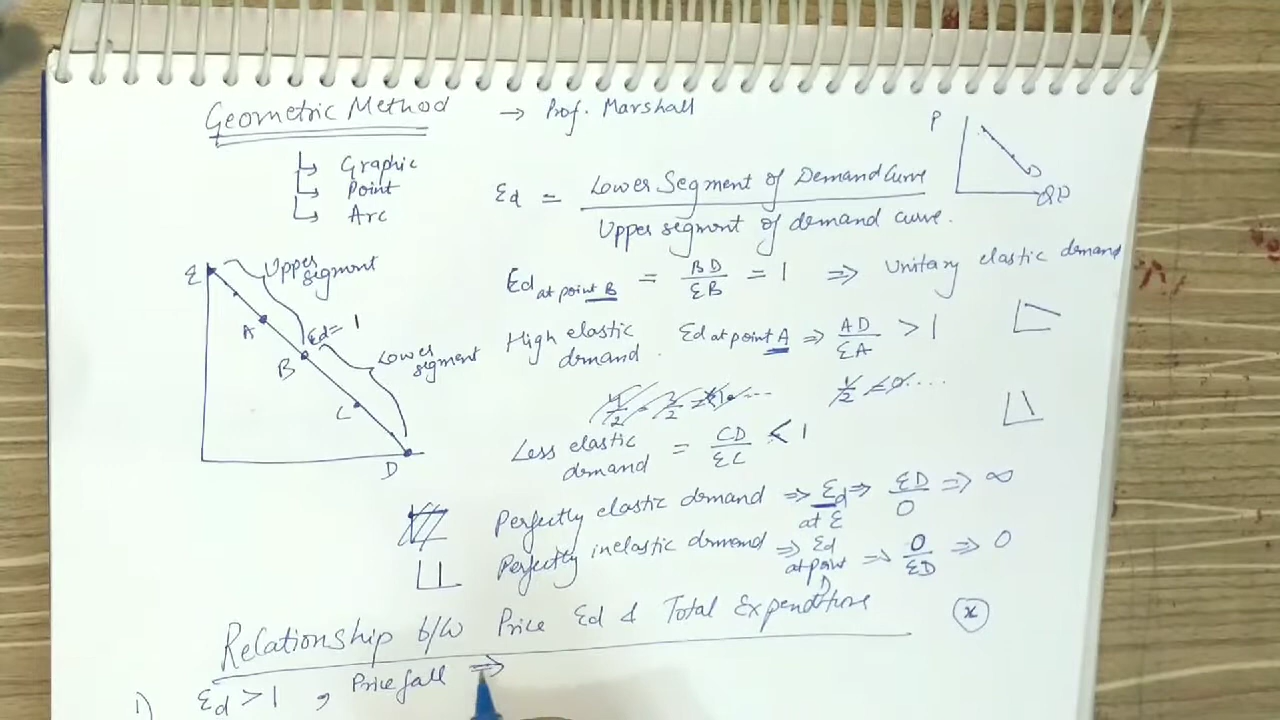 Geometric Method → Prof. Marshall
↳ Graphic
↳ Point
↳ Arc
P
QD
D
Ed = Lower Segment of Demand Curve / Upper segment of demand curve.
E
Upper segment
A
Ed = 1
B
Lower segment
C
D
Ed at point B = BD/EB = 1 ⇒ Unitary elastic demand
High elastic demand. Ed at point A ⇒ AD/EA > 1
Less elastic demand = CD/EC < 1
Perfectly elastic demand ⇒ Ed at E ⇒ ED/0 ⇒ ∞
Perfectly inelastic demand ⇒ Ed at point D ⇒ 0/ED ⇒ 0
Relationship b/w Price Ed & Total Expenditure (x)
1) Ed > 1 , Price fall ⇒